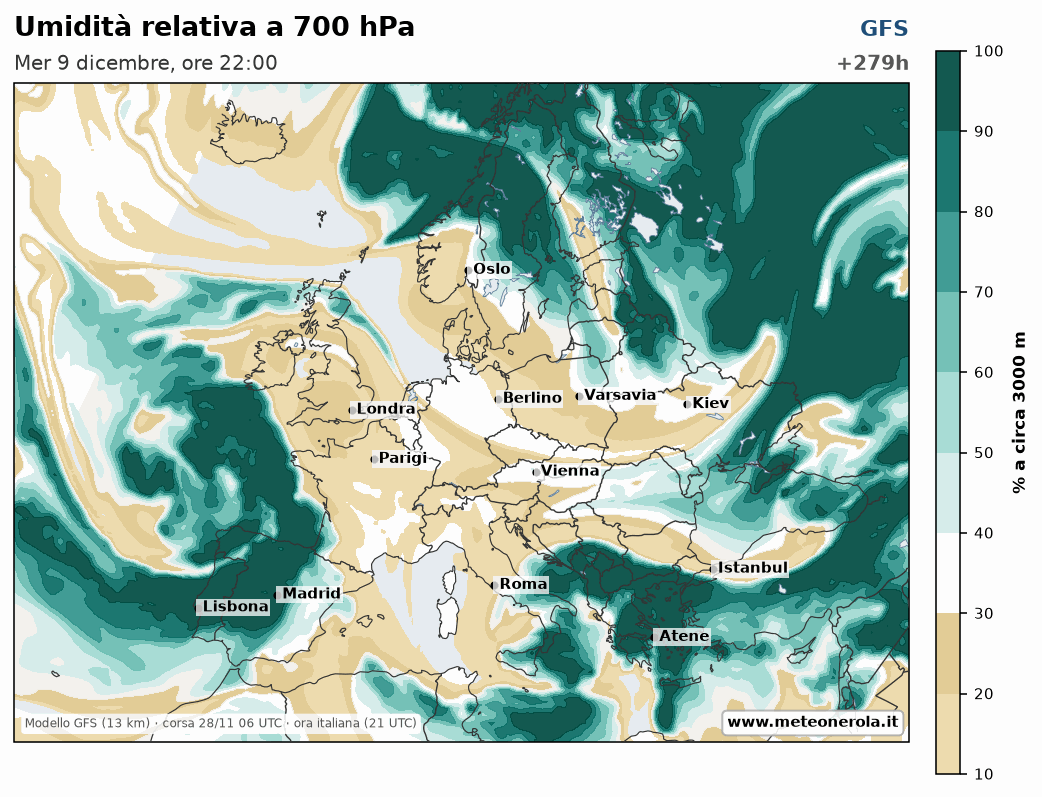 Umidità relativa a 700 hPa
GFS
Mer 9 dicembre, ore 22:00
+279h
100
90
80
70
60
50
40
30
20
10
% a circa 3000 m
Oslo
Berlino
Varsavia
Kiev
Londra
Parigi
Vienna
Istanbul
Roma
Madrid
Lisbona
Atene
Modello GFS (13 km) · corsa 28/11 06 UTC · ora italiana (21 UTC)
www.meteonerola.it